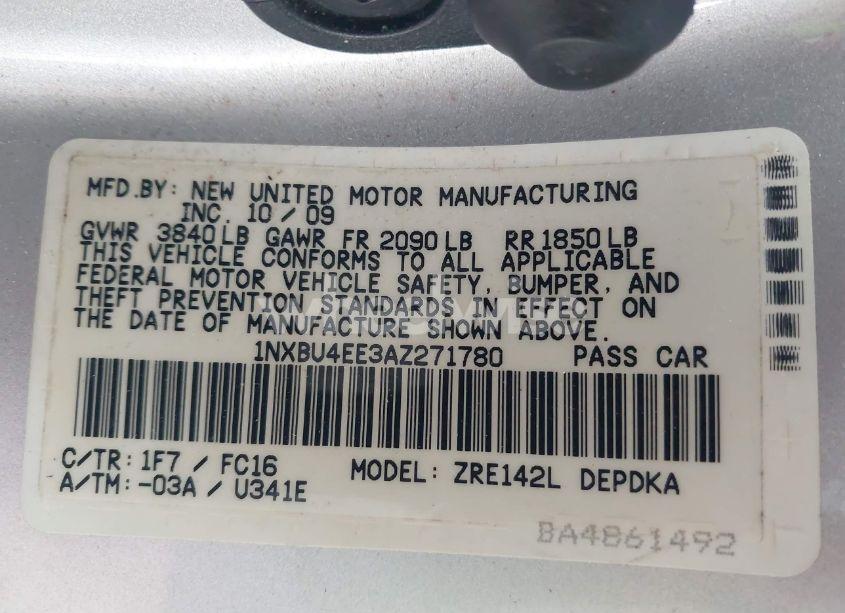 MFD.BY: NEW UNITED MOTOR MANUFACTURING
INC. 10 / 09
GVWR 3840 LB GAWR FR 2090 LB RR 1850 LB
THIS VEHICLE CONFORMS TO ALL APPLICABLE
FEDERAL MOTOR VEHICLE SAFETY, BUMPER, AND
THEFT PREVENTION STANDARDS IN EFFECT ON
THE DATE OF MANUFACTURE SHOWN ABOVE.
1NXBU4EE3AZ271780 PASS CAR
C/TR: 1F7 / FC16 MODEL: ZRE142L DEPDKA
A/TM: -03A / U341E
BA4861492